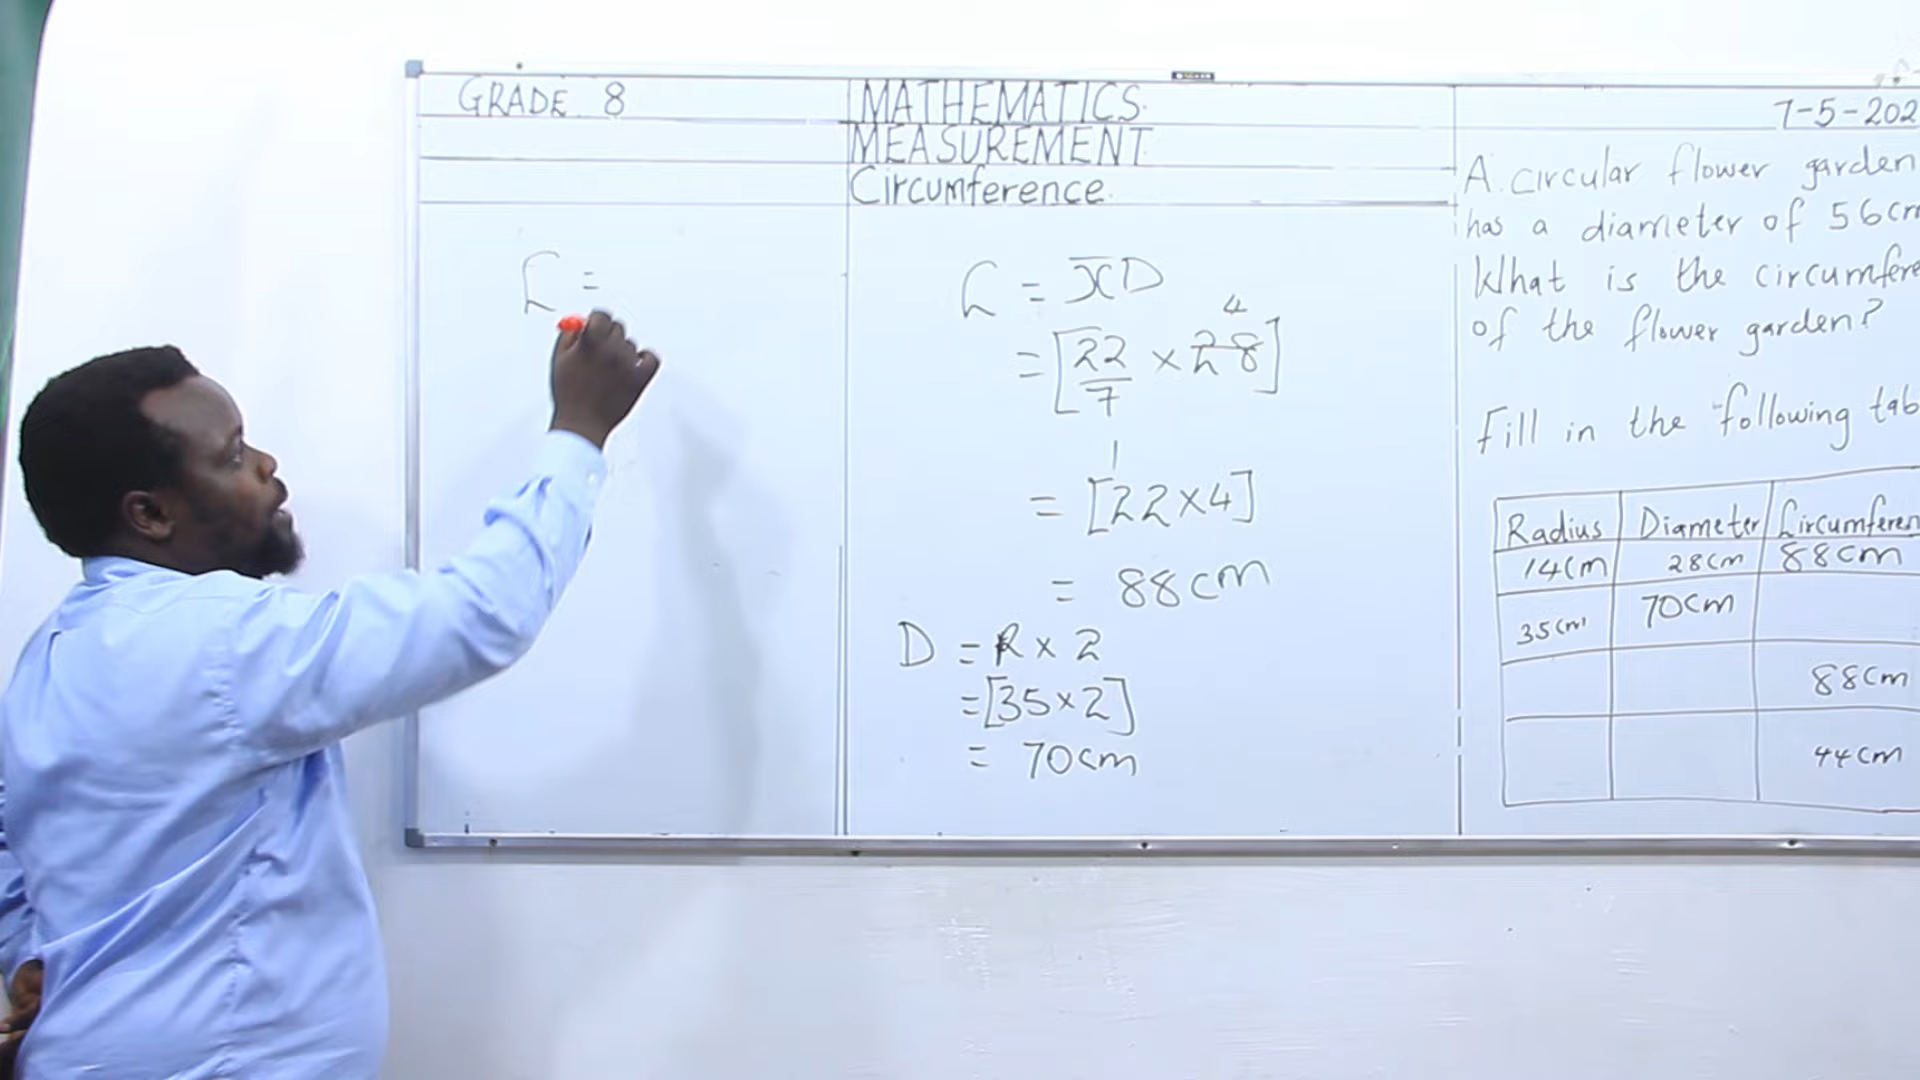 GRADE 8
MATHEMATICS
MEASUREMENT
Circumference.
7-5-202
C =
C = πD
= [22/7 × 28]
4
1
= [22×4]
= 88cm
D = R × 2
= [35×2]
= 70cm
A circular flower garden
has a diameter of 56cm
What is the circumfere
of the flower garden?
Fill in the following tab
Radius Diameter Circumferen
14cm 28cm 88cm
35cm 70cm
88cm
44cm